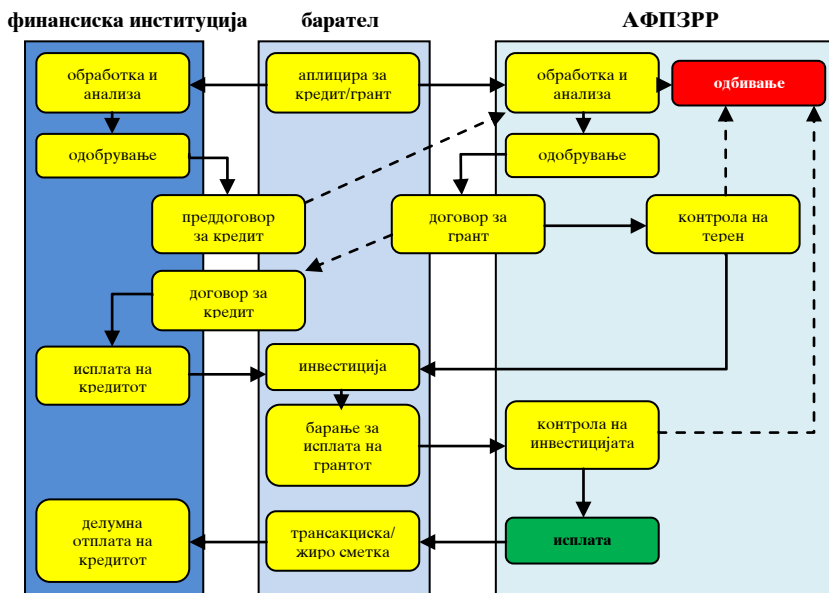 финансиска институција
барател
АФПЗРР
обработка и
анализа
аплицира за
кредит/грант
обработка и
анализа
одбивање
одобрување
одобрување
преддоговор
за кредит
договор за
грант
контрола на
терен
договор за
кредит
исплата на
кредитот
инвестиција
барање за
исплата на
грантот
контрола на
инвестицијата
делумна
отплата на
кредитот
трансакциска/
жиро сметка
исплата